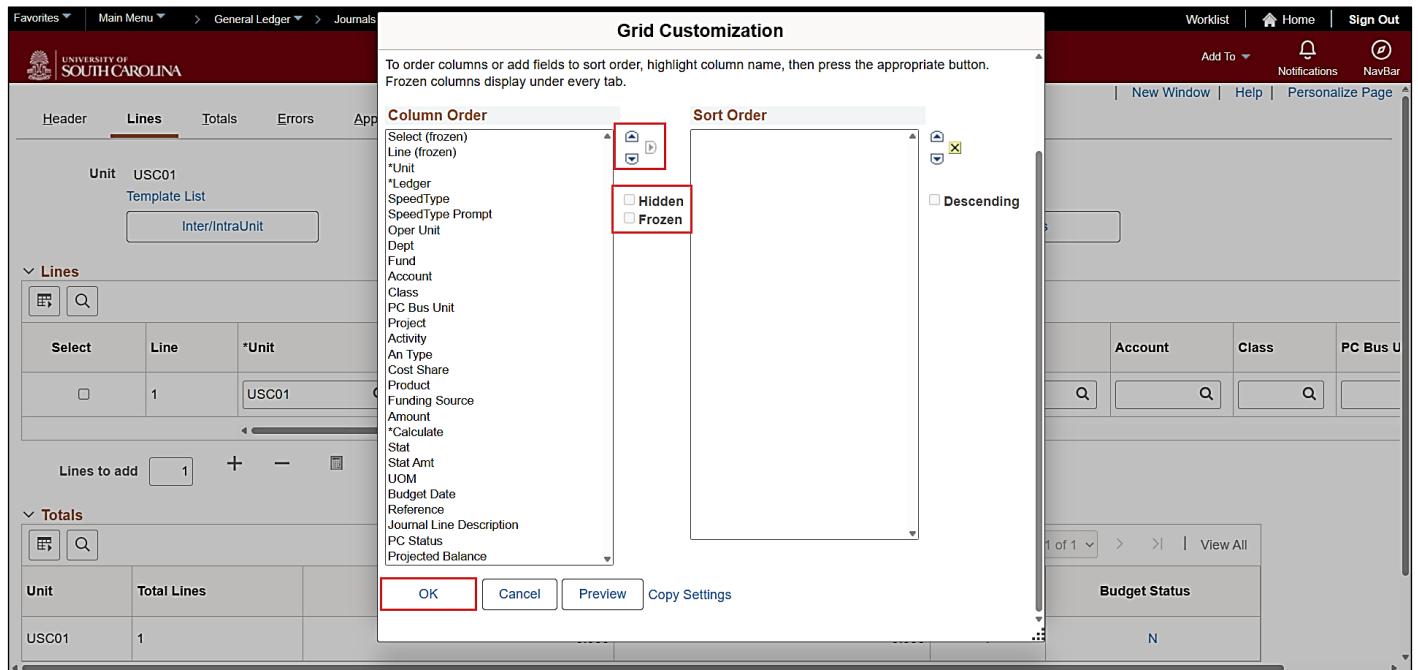 Favorites Main Menu > General Ledger > Journals Worklist Home Sign Out
UNIVERSITY OF
SOUTH CAROLINA
Add To Notifications NavBar
New Window | Help | Personalize Page
Header Lines Totals Errors App
Unit USC01
Template List
Inter/IntraUnit
Lines
Select Line *Unit Account Class PC Bus U
1 USC01
Lines to add 1
Totals
1 of 1 | View All
Unit Total Lines Budget Status
USC01 1 N
Grid Customization
To order columns or add fields to sort order, highlight column name, then press the appropriate button.
Frozen columns display under every tab.
Column Order Sort Order
Select (frozen)
Line (frozen)
*Unit
*Ledger
SpeedType
SpeedType Prompt
Oper Unit
Dept
Fund
Account
Class
PC Bus Unit
Project
Activity
An Type
Cost Share
Product
Funding Source
Amount
*Calculate
Stat
Stat Amt
UOM
Budget Date
Reference
Journal Line Description
PC Status
Projected Balance
Hidden
Frozen
Descending
OK Cancel Preview Copy Settings